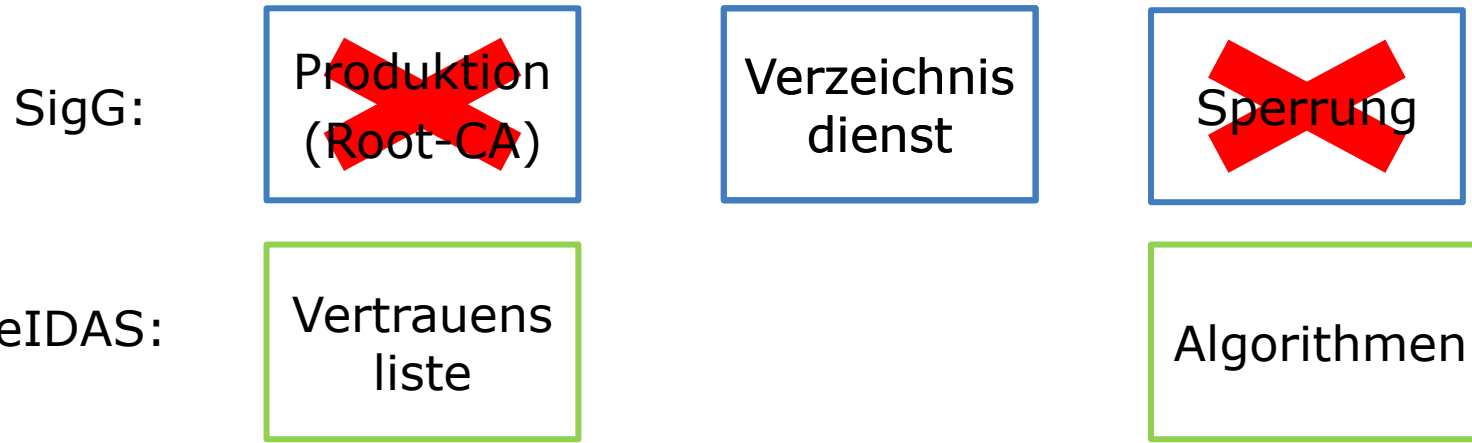 SigG:
Produktion
(Root-CA)
Verzeichnis
dienst
Sperrung
eIDAS:
Vertrauens
liste
Algorithmen